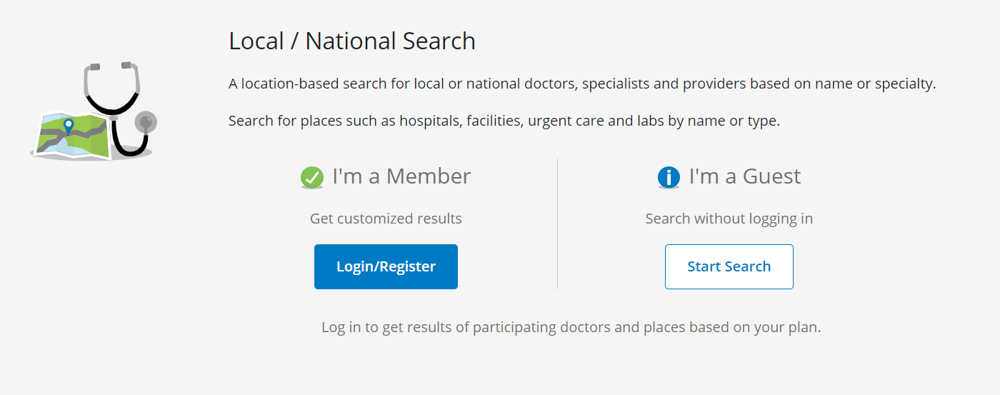 Local / National Search
A location-based search for local or national doctors, specialists and providers based on name or specialty.
Search for places such as hospitals, facilities, urgent care and labs by name or type.
I'm a Member
Get customized results
Login/Register
I'm a Guest
Search without logging in
Start Search
Log in to get results of participating doctors and places based on your plan.